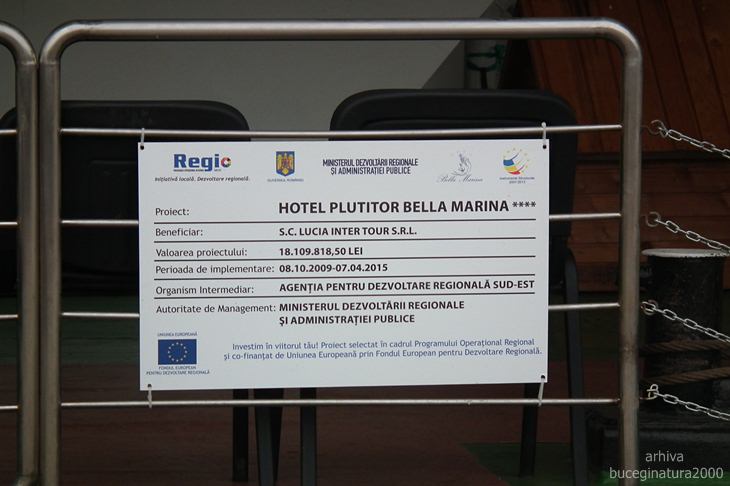 Regio
Inițiativă locală. Dezvoltare regională.
GUVERNUL ROMÂNIEI
MINISTERUL DEZVOLTĂRII REGIONALE
ȘI ADMINISTRAȚIEI PUBLICE
Bella Marina
Instrumente Structurale
2007-2013
Proiect: HOTEL PLUTITOR BELLA MARINA ****
Beneficiar: S.C. LUCIA INTER TOUR S.R.L.
Valoarea proiectului: 18.109.818,50 LEI
Perioada de implementare: 08.10.2009-07.04.2015
Organism Intermediar: AGENȚIA PENTRU DEZVOLTARE REGIONALĂ SUD-EST
Autoritate de Management: MINISTERUL DEZVOLTĂRII REGIONALE
ȘI ADMINISTRAȚIEI PUBLICE
UNIUNEA EUROPEANĂ
FONDUL EUROPEAN
PENTRU DEZVOLTARE REGIONALĂ
Investim în viitorul tău! Proiect selectat în cadrul Programului Operațional Regional
și co-finanțat de Uniunea Europeană prin Fondul European pentru Dezvoltare Regională.
arhiva
buceginatura2000